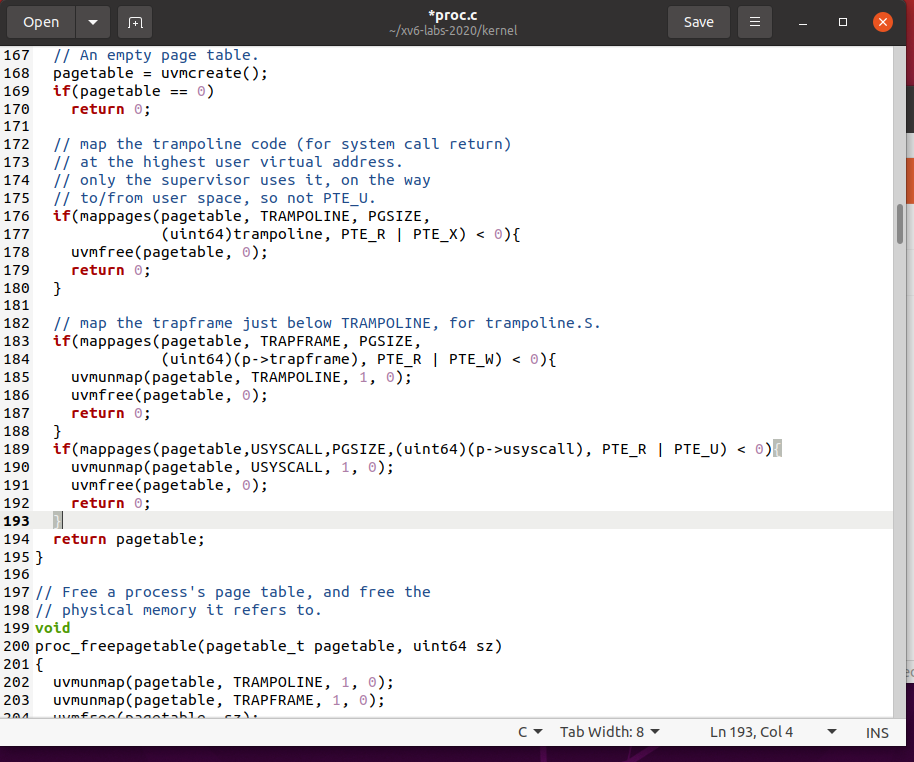 Open
*proc.c
~/xv6-labs-2020/kernel
Save
167   // An empty page table.
168   pagetable = uvmcreate();
169   if(pagetable == 0)
170     return 0;
171
172   // map the trampoline code (for system call return)
173   // at the highest user virtual address.
174   // only the supervisor uses it, on the way
175   // to/from user space, so not PTE_U.
176   if(mappages(pagetable, TRAMPOLINE, PGSIZE,
177               (uint64)trampoline, PTE_R | PTE_X) < 0){
178     uvmfree(pagetable, 0);
179     return 0;
180   }
181
182   // map the trapframe just below TRAMPOLINE, for trampoline.S.
183   if(mappages(pagetable, TRAPFRAME, PGSIZE,
184               (uint64)(p->trapframe), PTE_R | PTE_W) < 0){
185     uvmunmap(pagetable, TRAMPOLINE, 1, 0);
186     uvmfree(pagetable, 0);
187     return 0;
188   }
189   if(mappages(pagetable,USYSCALL,PGSIZE,(uint64)(p->usyscall), PTE_R | PTE_U) < 0){
190     uvmunmap(pagetable, USYSCALL, 1, 0);
191     uvmfree(pagetable, 0);
192     return 0;
193   }
194   return pagetable;
195 }
196
197 // Free a process's page table, and free the
198 // physical memory it refers to.
199 void
200 proc_freepagetable(pagetable_t pagetable, uint64 sz)
201 {
202   uvmunmap(pagetable, TRAMPOLINE, 1, 0);
203   uvmunmap(pagetable, TRAPFRAME, 1, 0);
204   uvmfree(pagetable, sz);
C Tab Width: 8 Ln 193, Col 4 INS